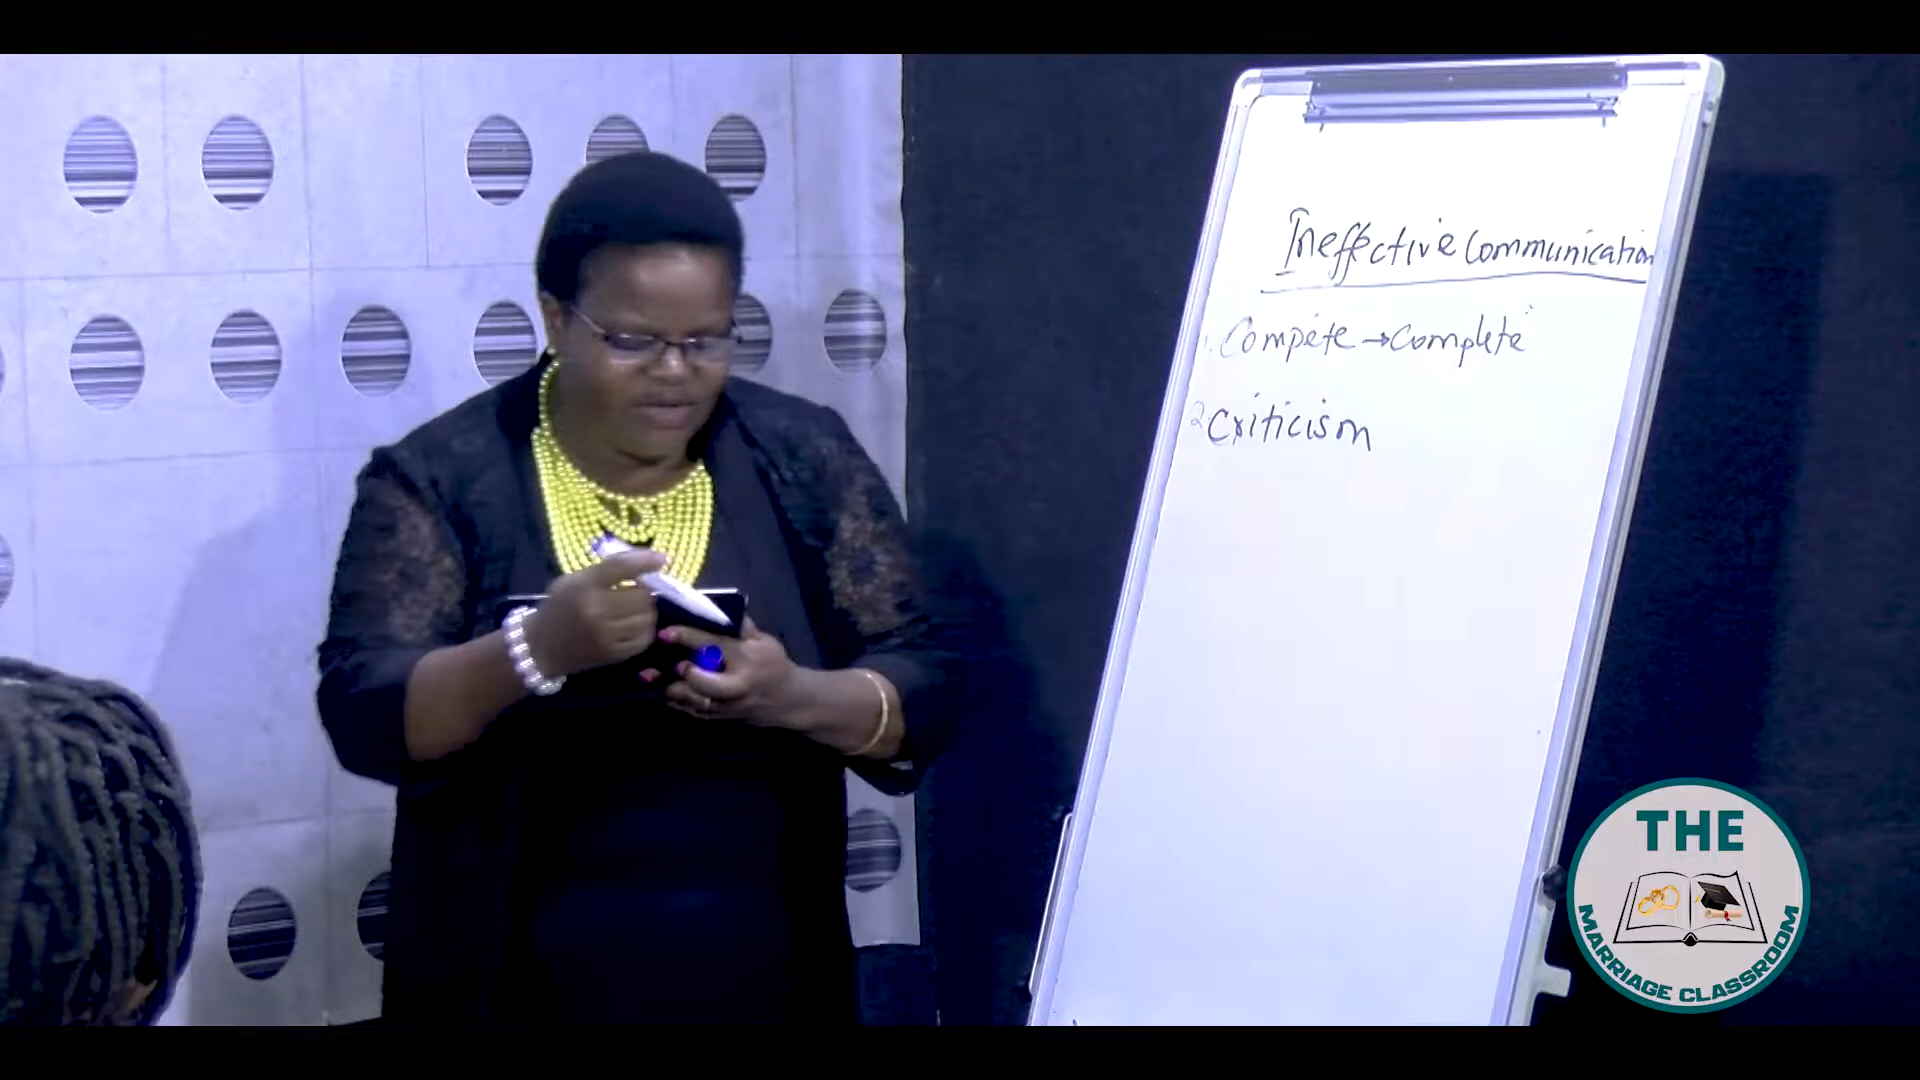 Ineffective Communication
1. Compete → Complete
2. Criticism
THE
MARRIAGE CLASSROOM